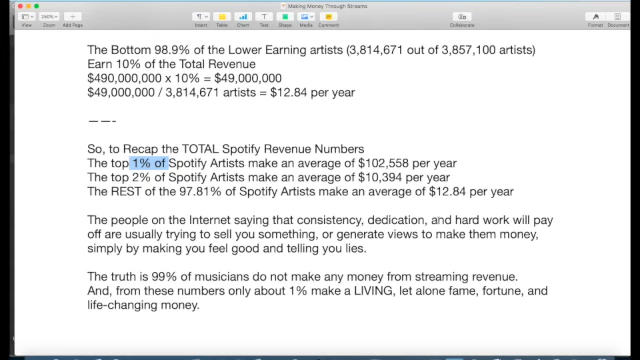 Making Money Through Streams
260%
View
Zoom
Add Page
Insert
Table
Chart
Text
Shape
Media
Comment
Collaborate
Format
Document
The Bottom 98.9% of the Lower Earning artists (3,814,671 out of 3,857,100 artists)
Earn 10% of the Total Revenue
$490,000,000 x 10% = $49,000,000
$49,000,000 / 3,814,671 artists = $12.84 per year
——-
So, to Recap the TOTAL Spotify Revenue Numbers
The top 1% of Spotify Artists make an average of $102,558 per year
The top 2% of Spotify Artists make an average of $10,394 per year
The REST of the 97.81% of Spotify Artists make an average of $12.84 per year
The people on the Internet saying that consistency, dedication, and hard work will pay
off are usually trying to sell you something, or generate views to make them money,
simply by making you feel good and telling you lies.
The truth is 99% of musicians do not make any money from streaming revenue.
And, from these numbers only about 1% make a LIVING, let alone fame, fortune, and
life-changing money.